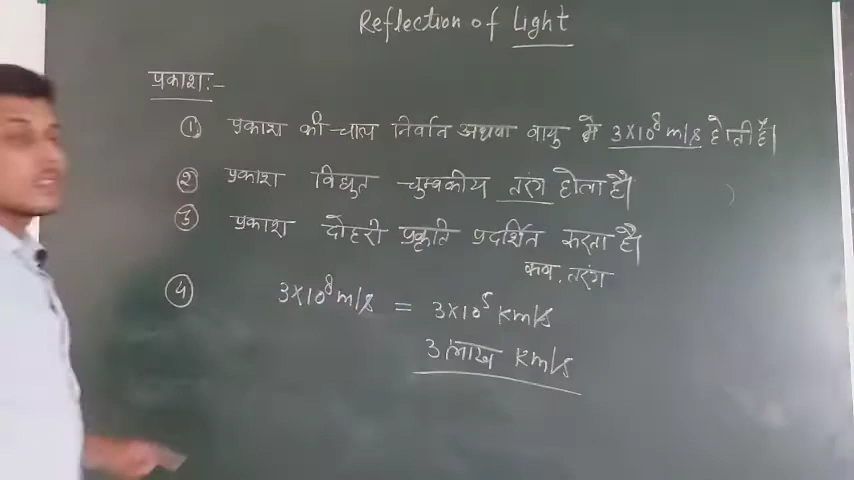 Reflection of Light
प्रकाश:-
① प्रकाश की चाल निर्वात अथवा वायु में 3×10⁸ m/s होती है।
② प्रकाश विद्युत चुम्बकीय तरंग होता है।
③ प्रकाश दोहरी प्रकृति प्रदर्शित करता है।
कण, तरंग
④ 3×10⁸ m/s = 3×10⁵ km/s
3 लाख km/s